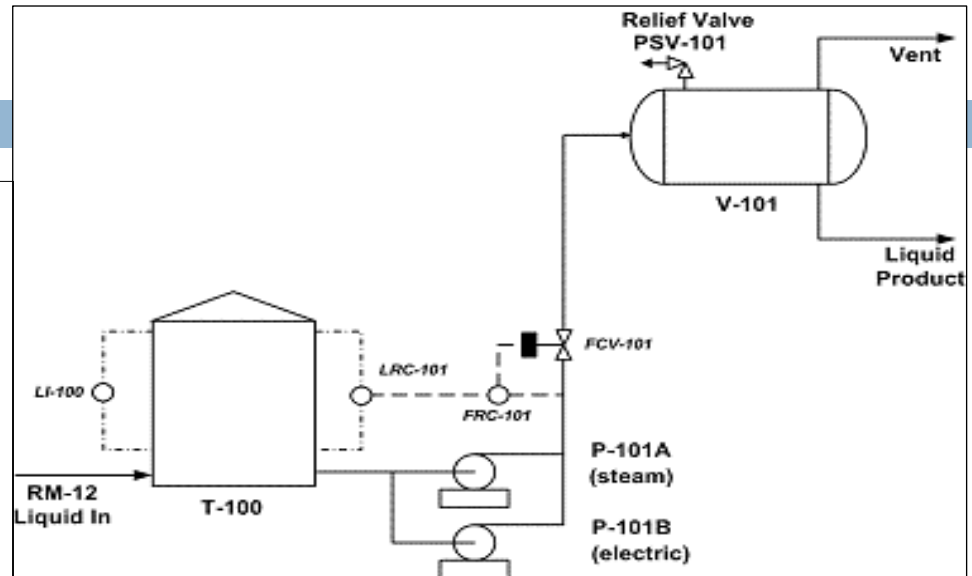 Relief Valve
PSV-101
Vent
V-101
Liquid
Product
FCV-101
LRC-101
LI-100
FRC-101
P-101A
(steam)
RM-12
Liquid In
T-100
P-101B
(electric)